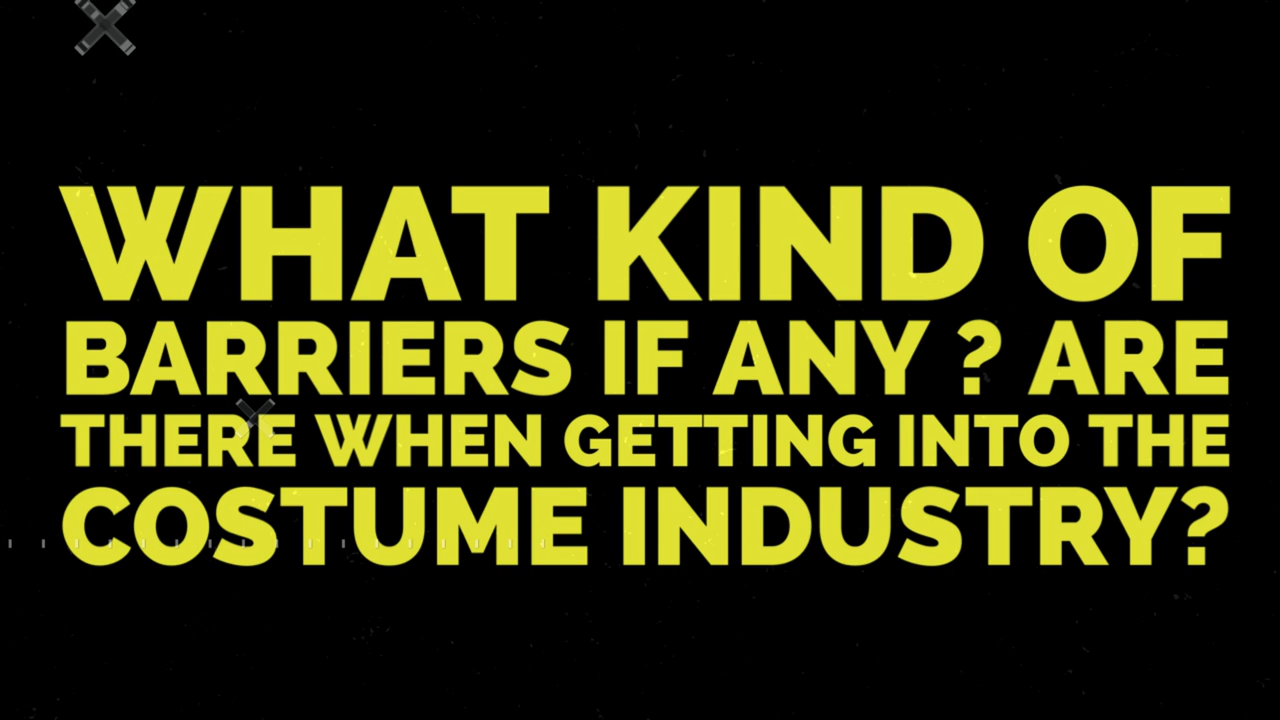 WHAT KIND OF
BARRIERS IF ANY ? ARE
THERE WHEN GETTING INTO THE
COSTUME INDUSTRY?